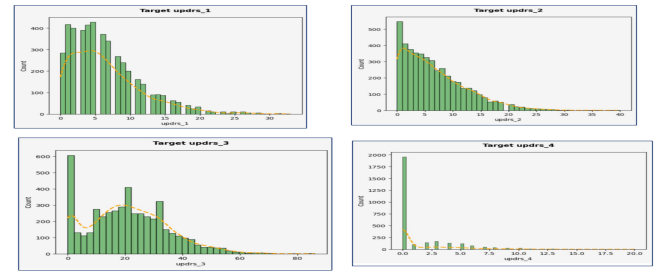 Target updrs_1
400
300
200
100
0
Count
0 5 10 15 20 25 30
updrs_1
Target updrs_2
500
400
300
200
100
0
Count
0 5 10 15 20 25 30 35 40
updrs_2
Target updrs_3
600
500
400
300
200
100
0
Count
0 20 40 60 80
updrs_3
Target updrs_4
2000
1750
1500
1250
1000
750
500
250
0
Count
0.0 2.5 5.0 7.5 10.0 12.5 15.0 17.5 20.0
updrs_4